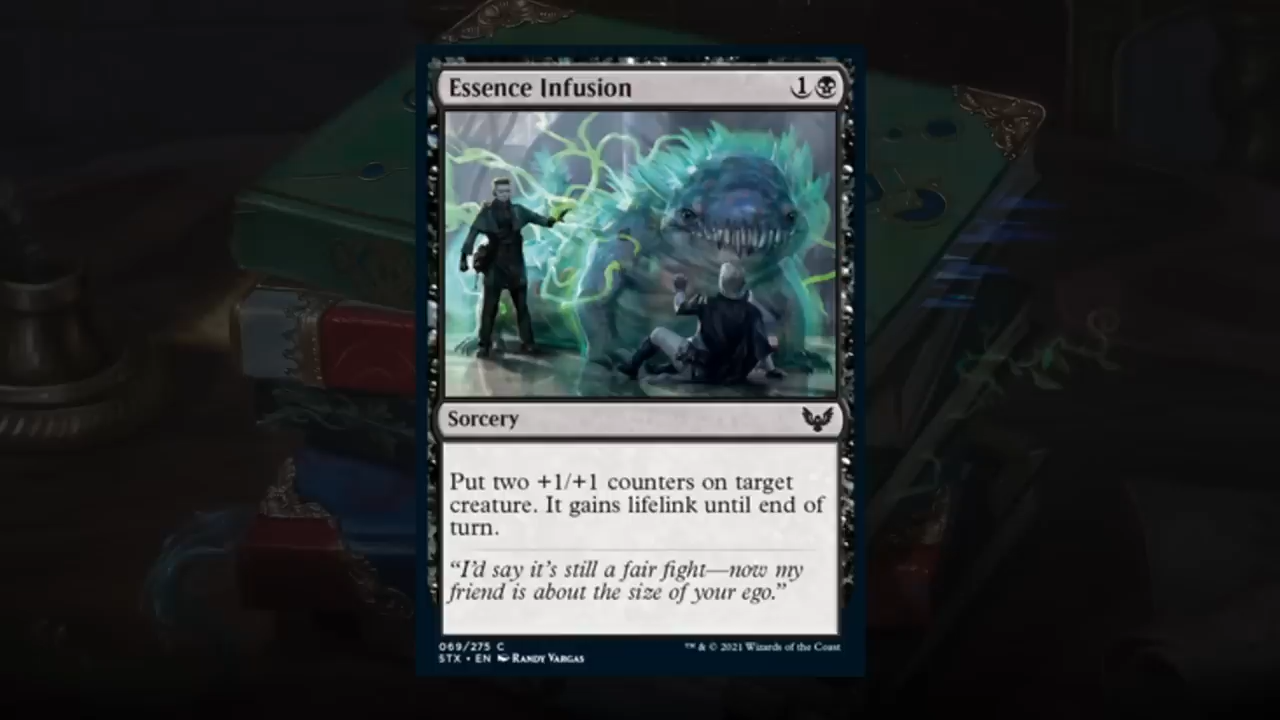 Essence Infusion 1
Sorcery
Put two +1/+1 counters on target
creature. It gains lifelink until end of
turn.
“I’d say it’s still a fair fight—now my
friend is about the size of your ego.”
069/275 C
STX • EN Randy Vargas
™ & © 2021 Wizards of the Coast